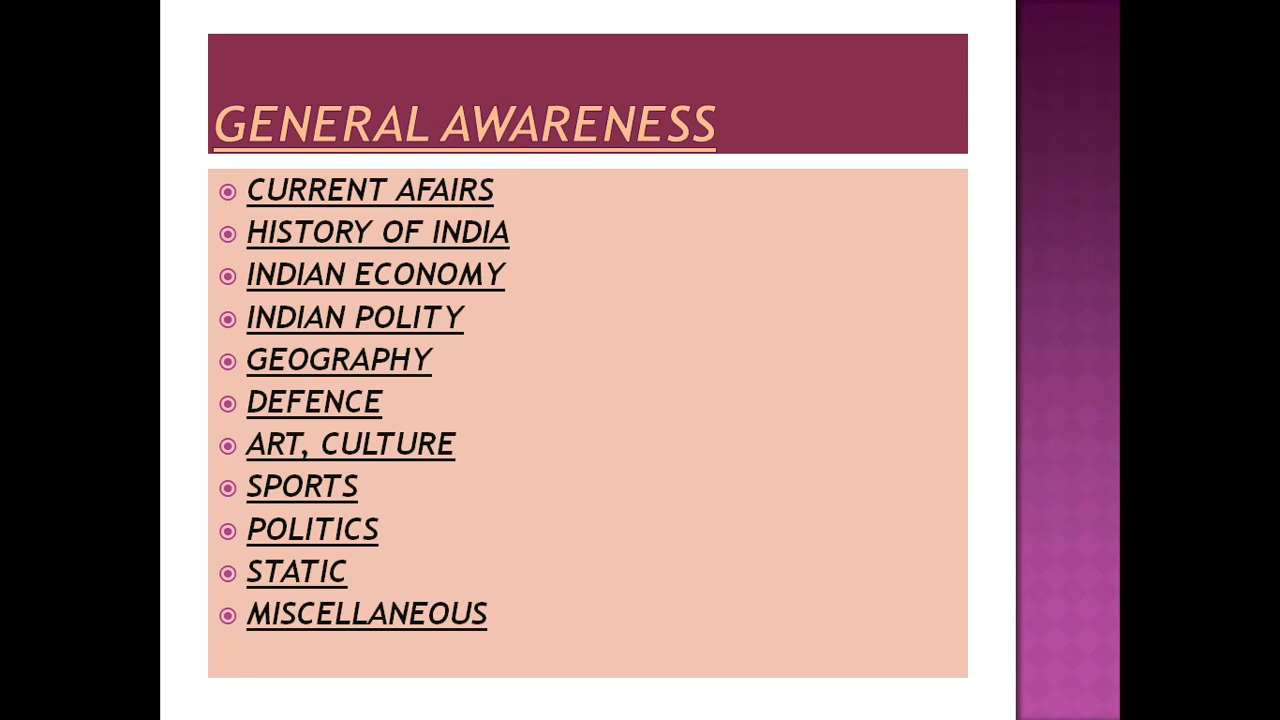 GENERAL AWARENESS
CURRENT AFAIRS
HISTORY OF INDIA
INDIAN ECONOMY
INDIAN POLITY
GEOGRAPHY
DEFENCE
ART, CULTURE
SPORTS
POLITICS
STATIC
MISCELLANEOUS